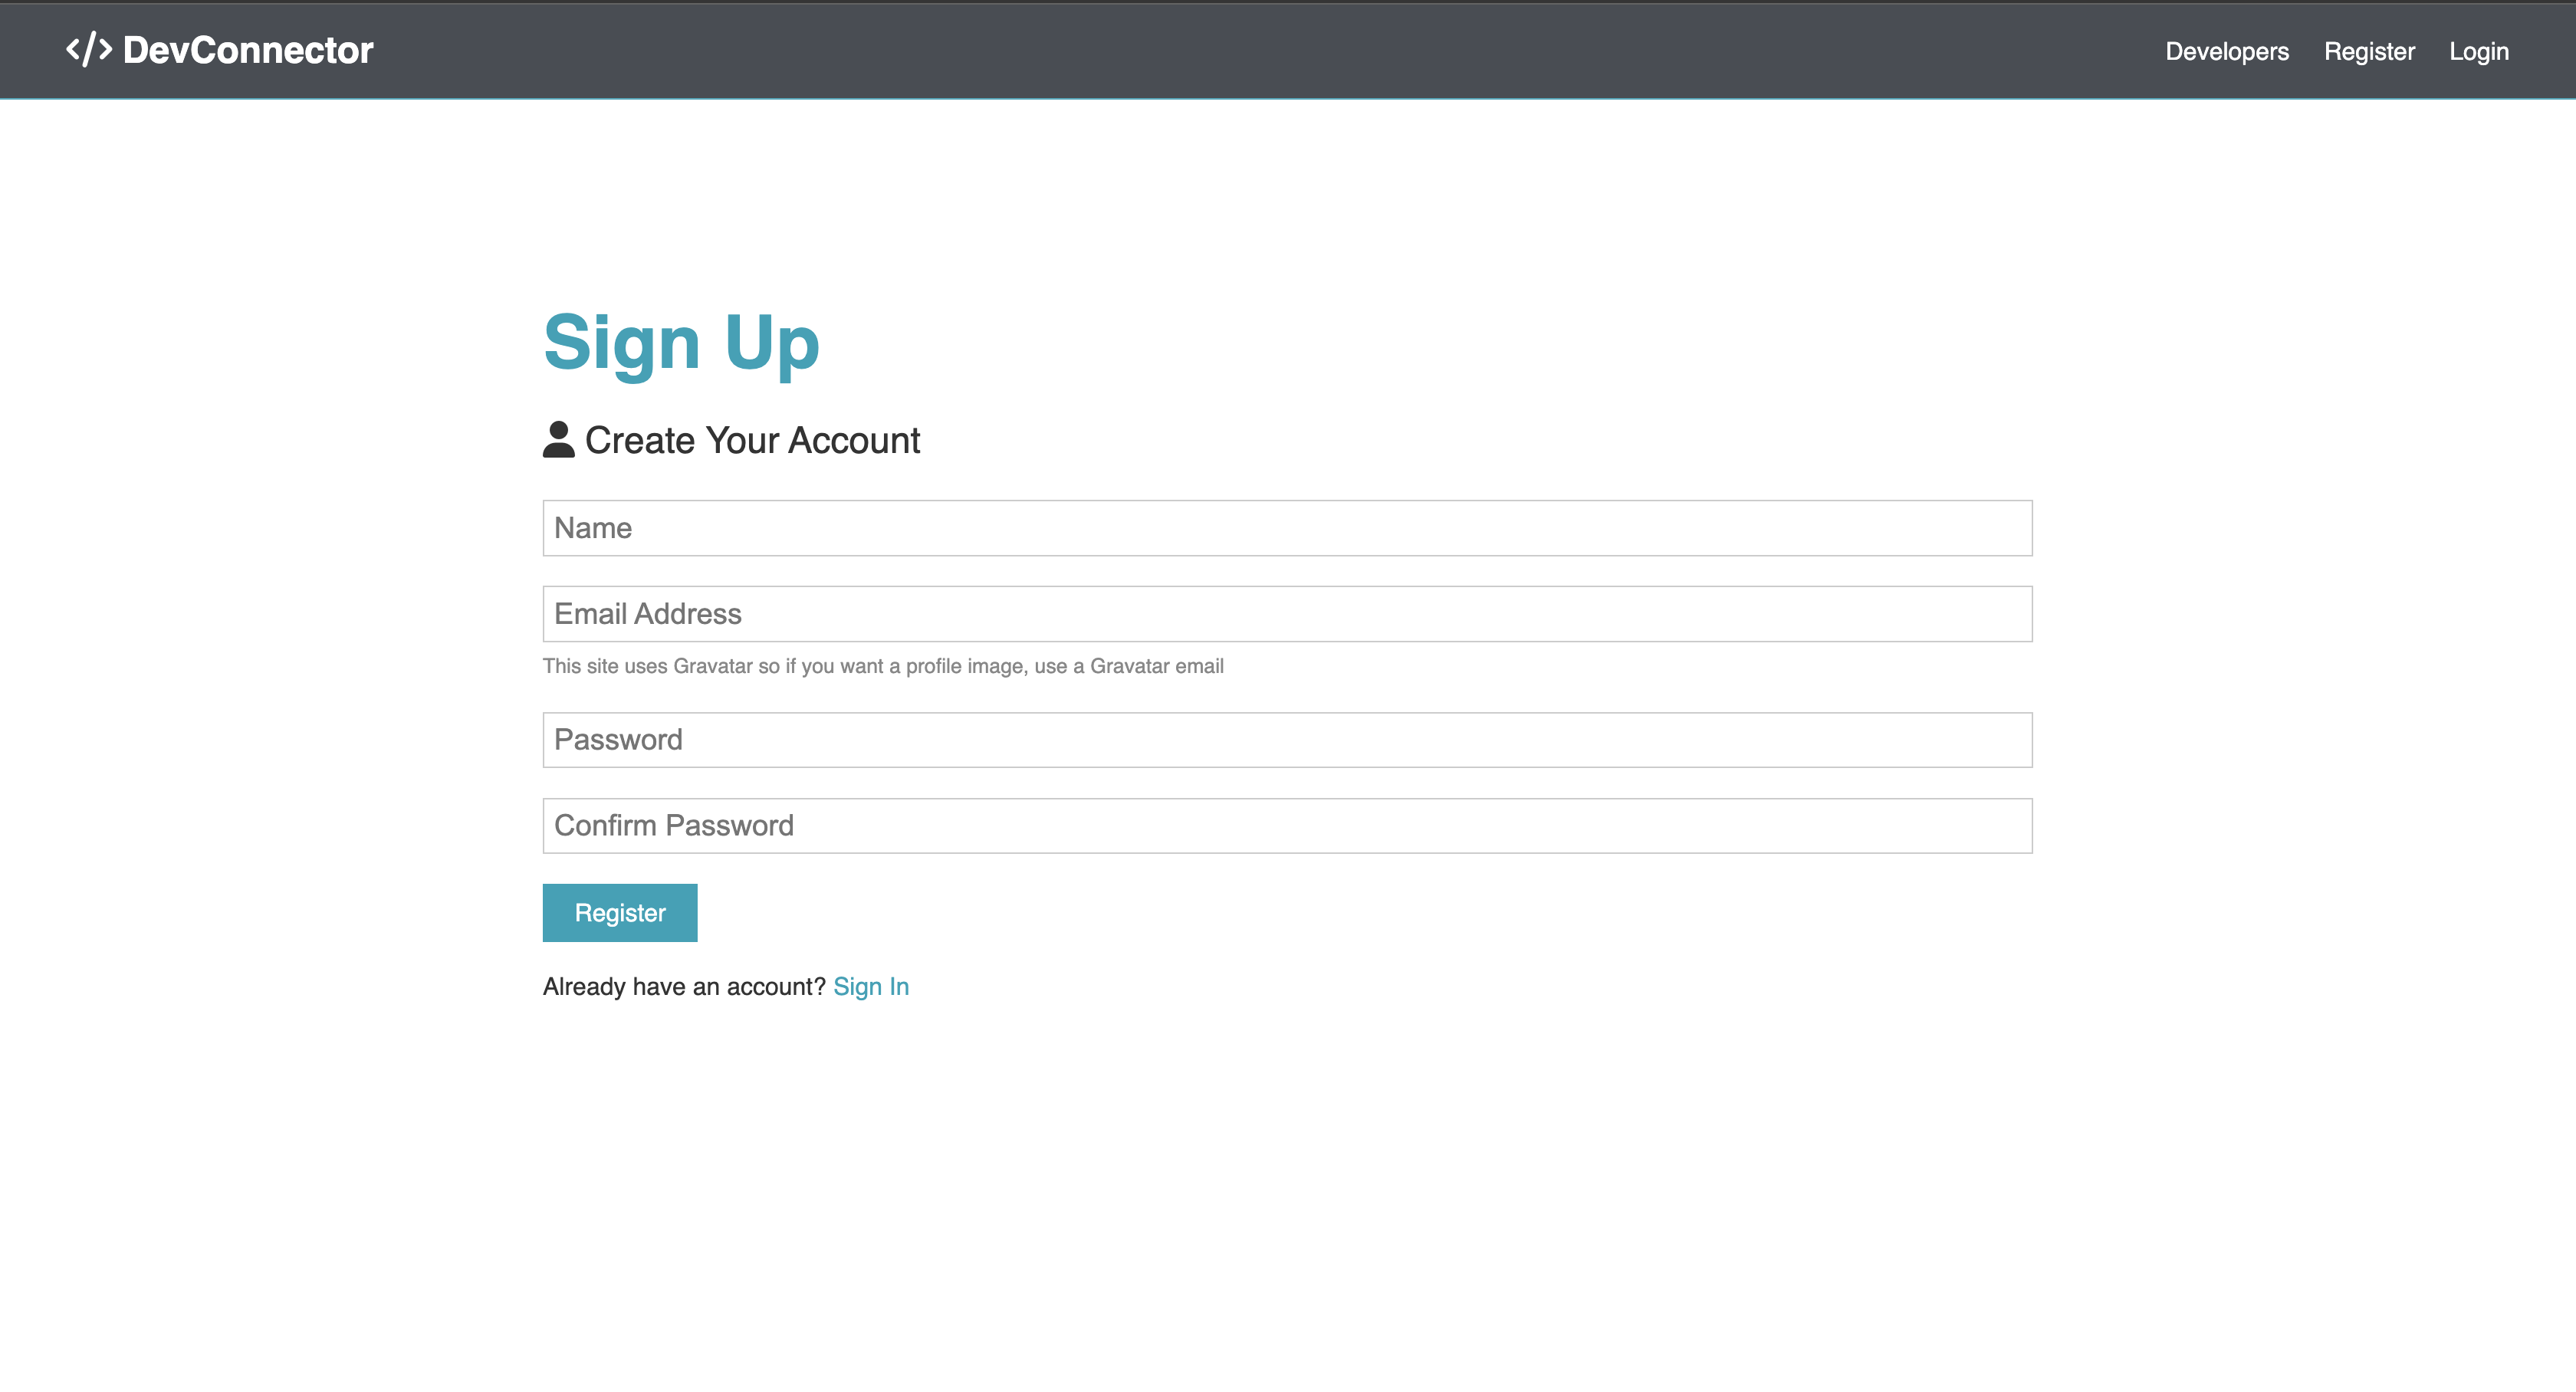 </> DevConnector
Developers Register Login
Sign Up
Create Your Account
Name
Email Address
This site uses Gravatar so if you want a profile image, use a Gravatar email
Password
Confirm Password
Register
Already have an account? Sign In